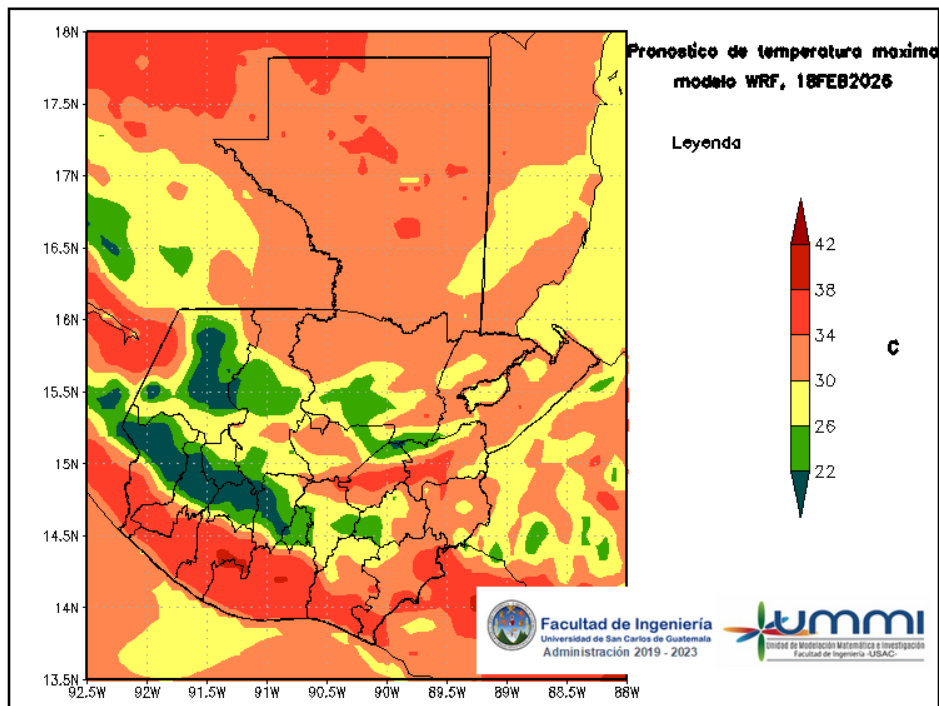 Pronostico de temperatura maxima
modelo WRF, 18FEB2026
Leyenda
42
38
34
30
26
22
C
18N
17.5N
17N
16.5N
16N
15.5N
15N
14.5N
14N
13.5N
92.5W
92W
91.5W
91W
90.5W
90W
89.5W
89W
88.5W
88W
Facultad de Ingeniería
Universidad de San Carlos de Guatemala
Administración 2019 - 2023
UMMI
Unidad de Modelación Matemática e Investigación
Facultad de Ingeniería -USAC-